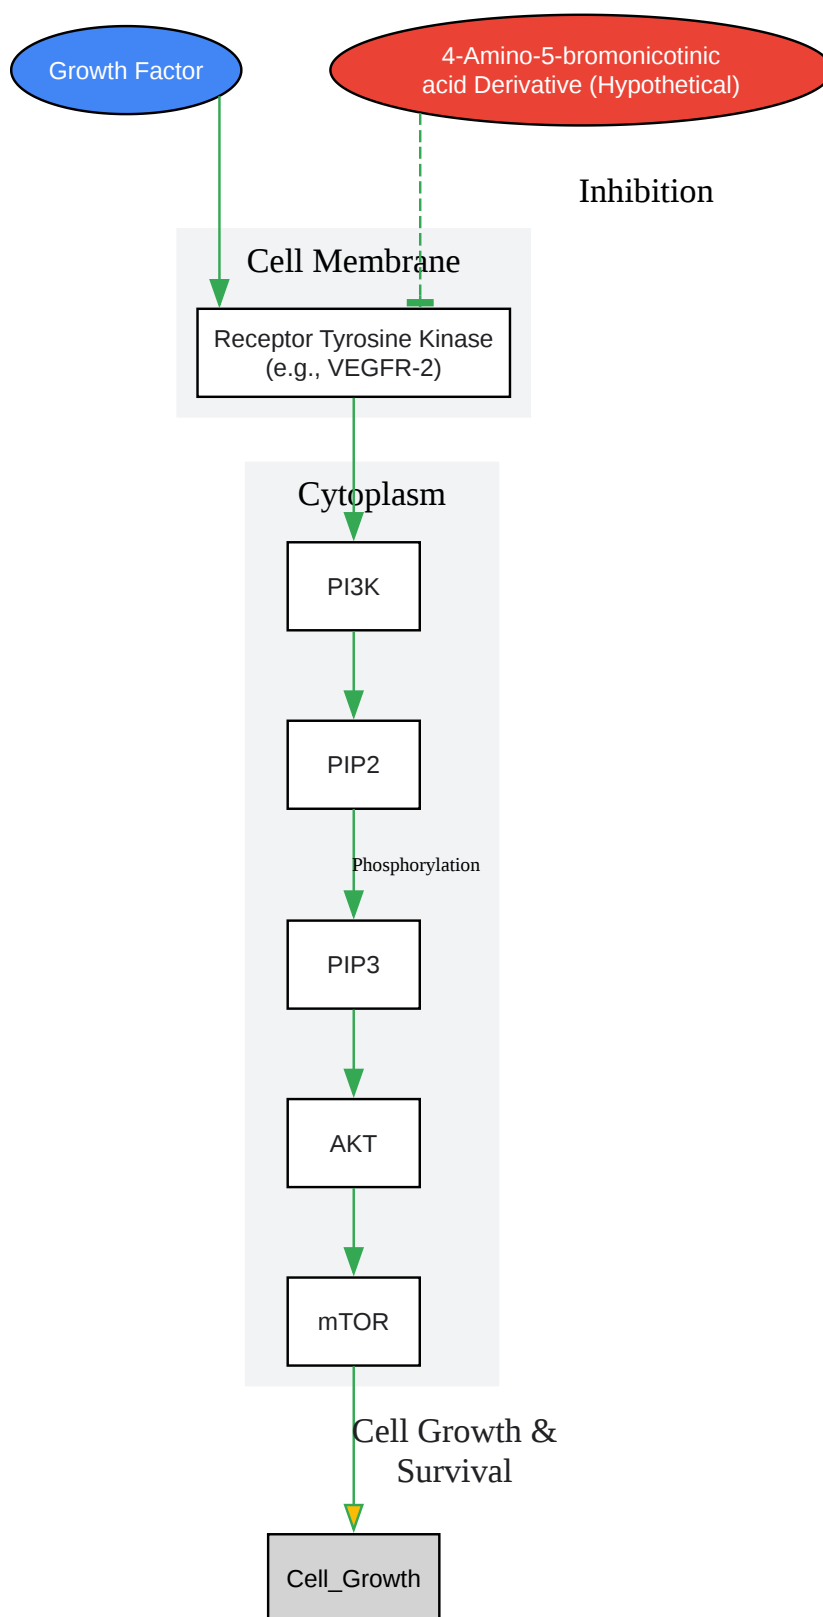 Growth Factor
4-Amino-5-bromonicotinic
acid Derivative (Hypothetical)
Inhibition
Cell Membrane
Receptor Tyrosine Kinase
(e.g., VEGFR-2)
Cytoplasm
PI3K
PIP2
Phosphorylation
PIP3
AKT
mTOR
Cell Growth &
Survival
Cell_Growth